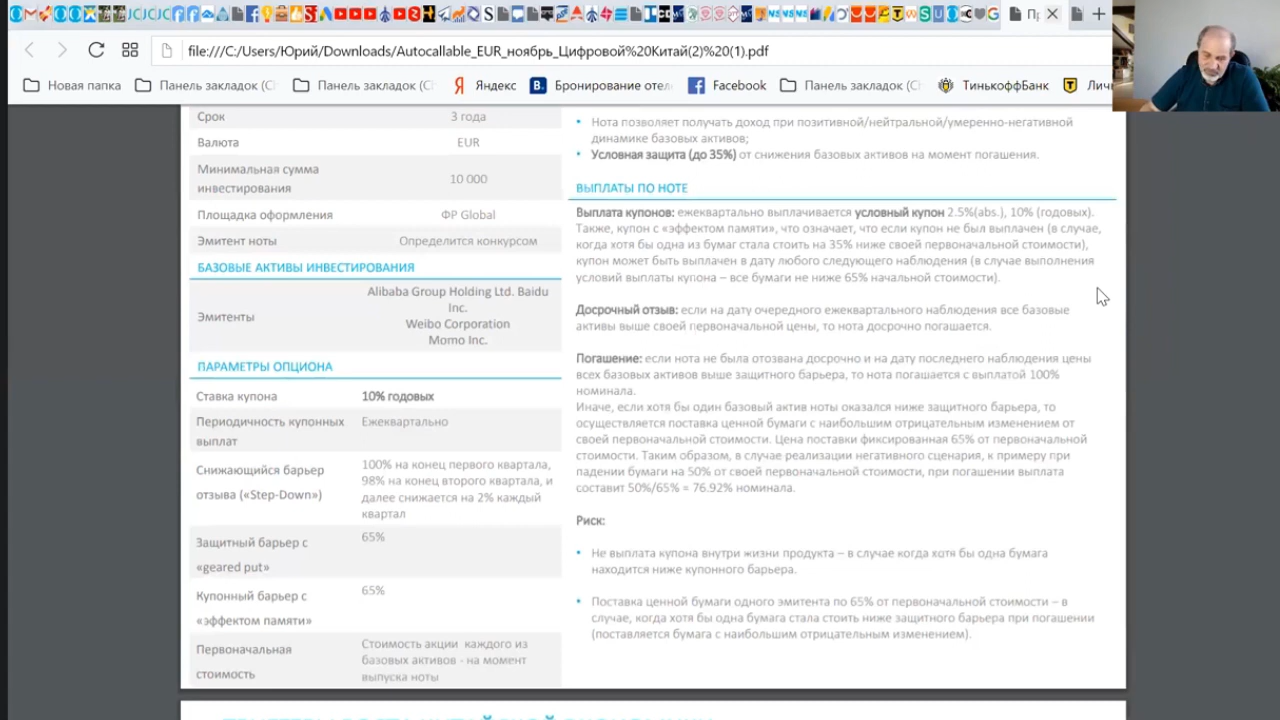 file:///C:/Users/Юрий/Downloads/Autocallable_EUR_ноябрь_Цифровой%20Китай(2)%20(1).pdf
Новая папка
Панель закладок (С
Панель закладок (С
Яндекс
Бронирование отел
Facebook
Панель закладок (С
ТинькоффБанк
Личн
Срок
3 года
Валюта
EUR
Минимальная сумма
инвестирования
10 000
Площадка оформления
ФР Global
Эмитент ноты
Определится конкурсом
БАЗОВЫЕ АКТИВЫ ИНВЕСТИРОВАНИЯ
Эмитенты
Alibaba Group Holding Ltd. Baidu
Inc.
Weibo Corporation
Momo Inc.
ПАРАМЕТРЫ ОПЦИОНА
Ставка купона
10% годовых
Периодичность купонных
выплат
Ежеквартально
Снижающийся барьер
отзыва («Step-Down»)
100% на конец первого квартала,
98% на конец второго квартала, и
далее снижается на 2% каждый
квартал
Защитный барьер с
«geared put»
65%
Купонный барьер с
«эффектом памяти»
65%
Первоначальная
стоимость
Стоимость акции каждого из
базовых активов - на момент
выпуска ноты
• Нота позволяет получать доход при позитивной/нейтральной/умеренно-негативной
динамике базовых активов;
• Условная защита (до 35%) от снижения базовых активов на момент погашения.
ВЫПЛАТЫ ПО НОТЕ
Выплата купонов: ежеквартально выплачивается условный купон 2.5%(abs.), 10% (годовых).
Также, купон с «эффектом памяти», что означает, что если купон не был выплачен (в случае,
когда хотя бы одна из бумаг стала стоить на 35% ниже своей первоначальной стоимости),
купон может быть выплачен в дату любого следующего наблюдения (в случае выполнения
условий выплаты купона – все бумаги не ниже 65% начальной стоимости).
Досрочный отзыв: если на дату очередного ежеквартального наблюдения все базовые
активы выше своей первоначальной цены, то нота досрочно погашается.
Погашение: если нота не была отозвана досрочно и на дату последнего наблюдения цены
всех базовых активов выше защитного барьера, то нота погашается с выплатой 100%
номинала.
Иначе, если хотя бы один базовый актив ноты оказался ниже защитного барьера, то
осуществляется поставка ценной бумаги с наибольшим отрицательным изменением от
своей первоначальной стоимости. Цена поставки фиксированная 65% от первоначальной
стоимости. Таким образом, в случае реализации негативного сценария, к примеру при
падении бумаги на 50% от своей первоначальной стоимости, при погашении выплата
составит 50%/65% = 76.92% номинала.
Риск:
• Не выплата купона внутри жизни продукта – в случае когда хотя бы одна бумага
находится ниже купонного барьера.
• Поставка ценной бумаги одного эмитента по 65% от первоначальной стоимости – в
случае, когда хотя бы одна бумага стала стоить ниже защитного барьера при погашении
(поставляется бумага с наибольшим отрицательным изменением).